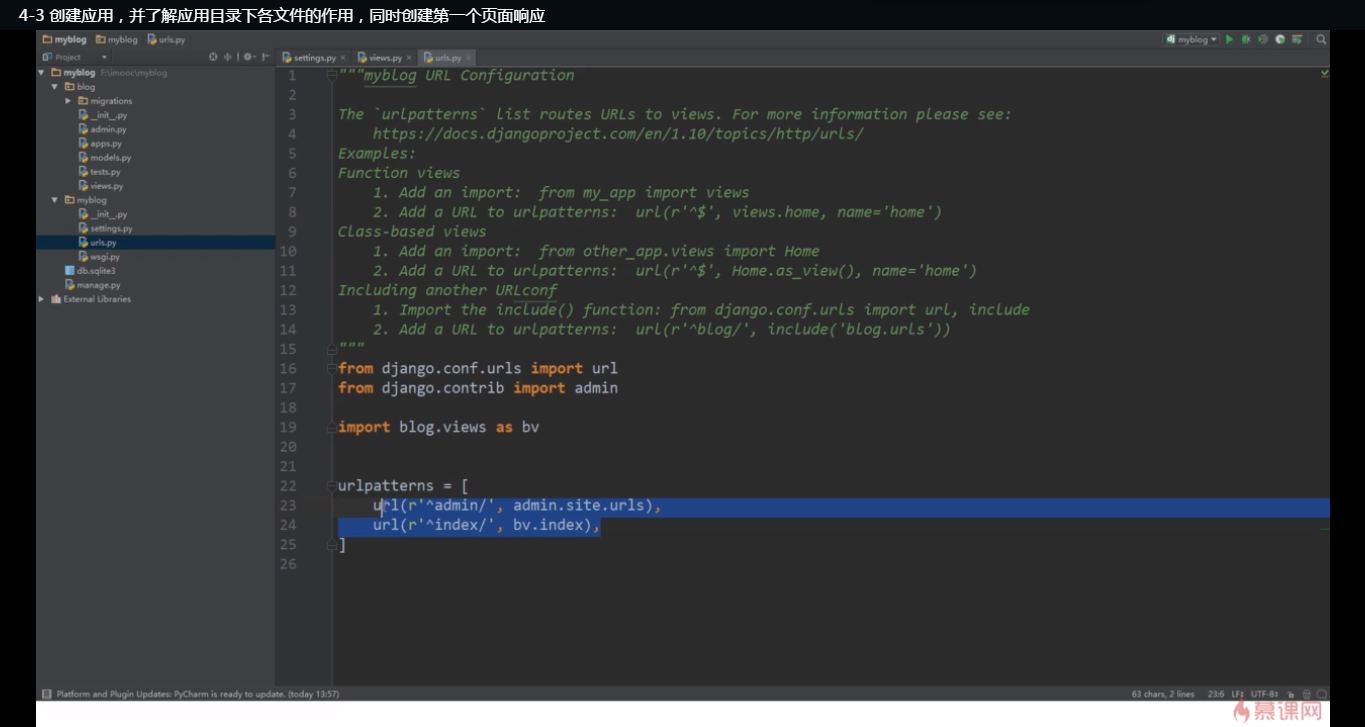 4-3 创建应用，并了解应用目录下各文件的作用，同时创建第一个页面响应
myblog myblog urls.py
myblog
Project
settings.py × views.py × urls.py ×
myblog F:\imooc\myblog
blog
migrations
__init__.py
admin.py
apps.py
models.py
tests.py
views.py
myblog
__init__.py
settings.py
urls.py
wsgi.py
db.sqlite3
manage.py
External Libraries
1 """myblog URL Configuration
2
3 The `urlpatterns` list routes URLs to views. For more information please see:
4 https://docs.djangoproject.com/en/1.10/topics/http/urls/
5 Examples:
6 Function views
7 1. Add an import:  from my_app import views
8 2. Add a URL to urlpatterns:  url(r'^$', views.home, name='home')
9 Class-based views
10 1. Add an import:  from other_app.views import Home
11 2. Add a URL to urlpatterns:  url(r'^$', Home.as_view(), name='home')
12 Including another URLconf
13 1. Import the include() function: from django.conf.urls import url, include
14 2. Add a URL to urlpatterns:  url(r'^blog/', include('blog.urls'))
15 """
16 from django.conf.urls import url
17 from django.contrib import admin
18
19 import blog.views as bv
20
21
22 urlpatterns = [
23 url(r'^admin/', admin.site.urls),
24 url(r'^index/', bv.index),
25 ]
26
Platform and Plugin Updates: PyCharm is ready to update. (today 13:57)
63 chars, 2 lines 23:6 LF÷ UTF-8÷
慕课网